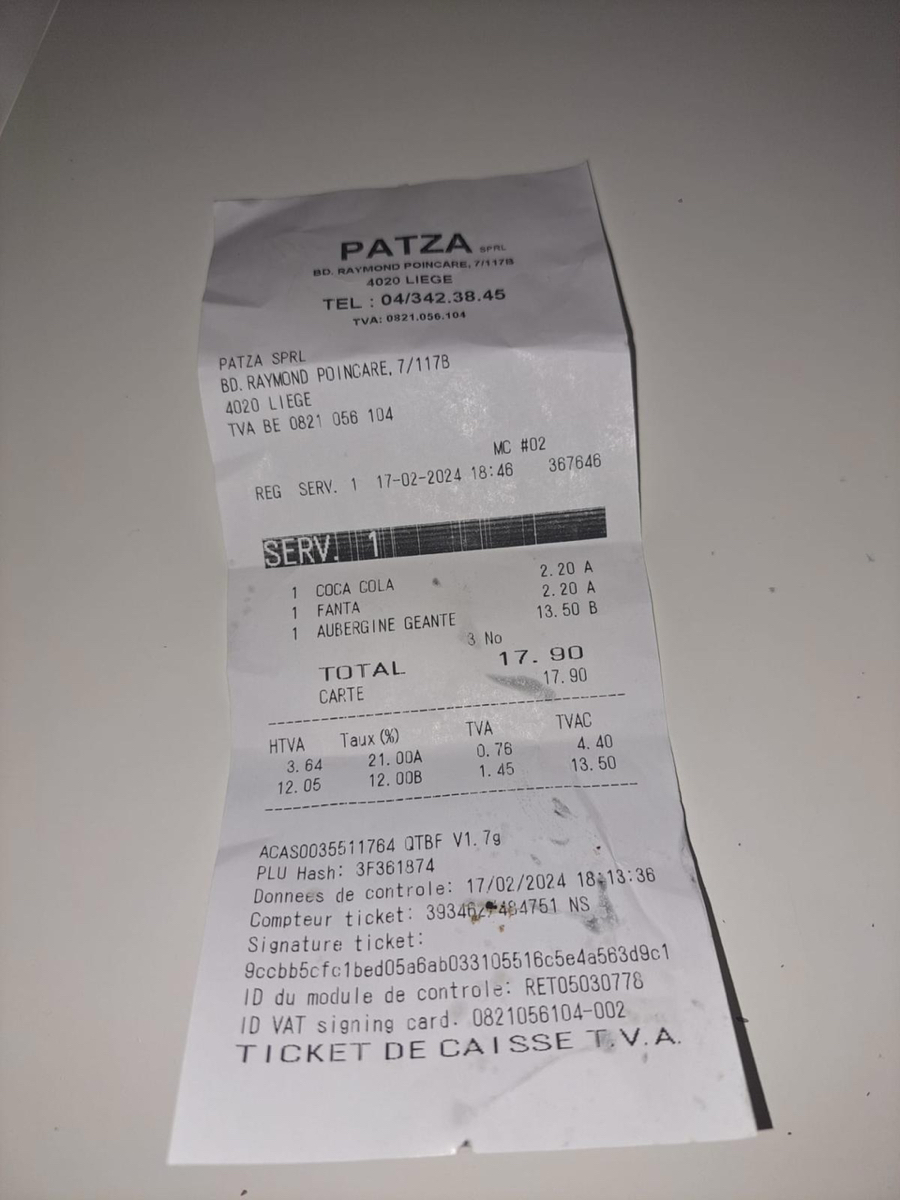 PATZA SPRL
BD. RAYMOND POINCARE, 7/117B
4020 LIEGE
TEL : 04/342.38.45
TVA: 0821.056.104
PATZA SPRL
BD. RAYMOND POINCARE, 7/117B
4020 LIEGE
TVA BE 0821 056 104
MC #02
REG SERV. 1 17-02-2024 18:46 367646
SERV. 1
1 COCA COLA 2.20 A
1 FANTA 2.20 A
1 AUBERGINE GEANTE 13.50 B
3 No
TOTAL 17.90
CARTE 17.90
HTVA Taux (%) TVA TVAC
3.64 21.00A 0.76 4.40
12.05 12.00B 1.45 13.50
ACAS0035511764 QTBF V1.7g
PLU Hash: 3F361874
Donnees de controle: 17/02/2024 18:13:36
Compteur ticket: NS
Signature ticket:
9ccbb5cfc1bed05a6ab033105516c5e4a563d9c1
ID du module de controle: RET05030778
ID VAT signing card. 0821056104-002
TICKET DE CAISSE T.V.A.